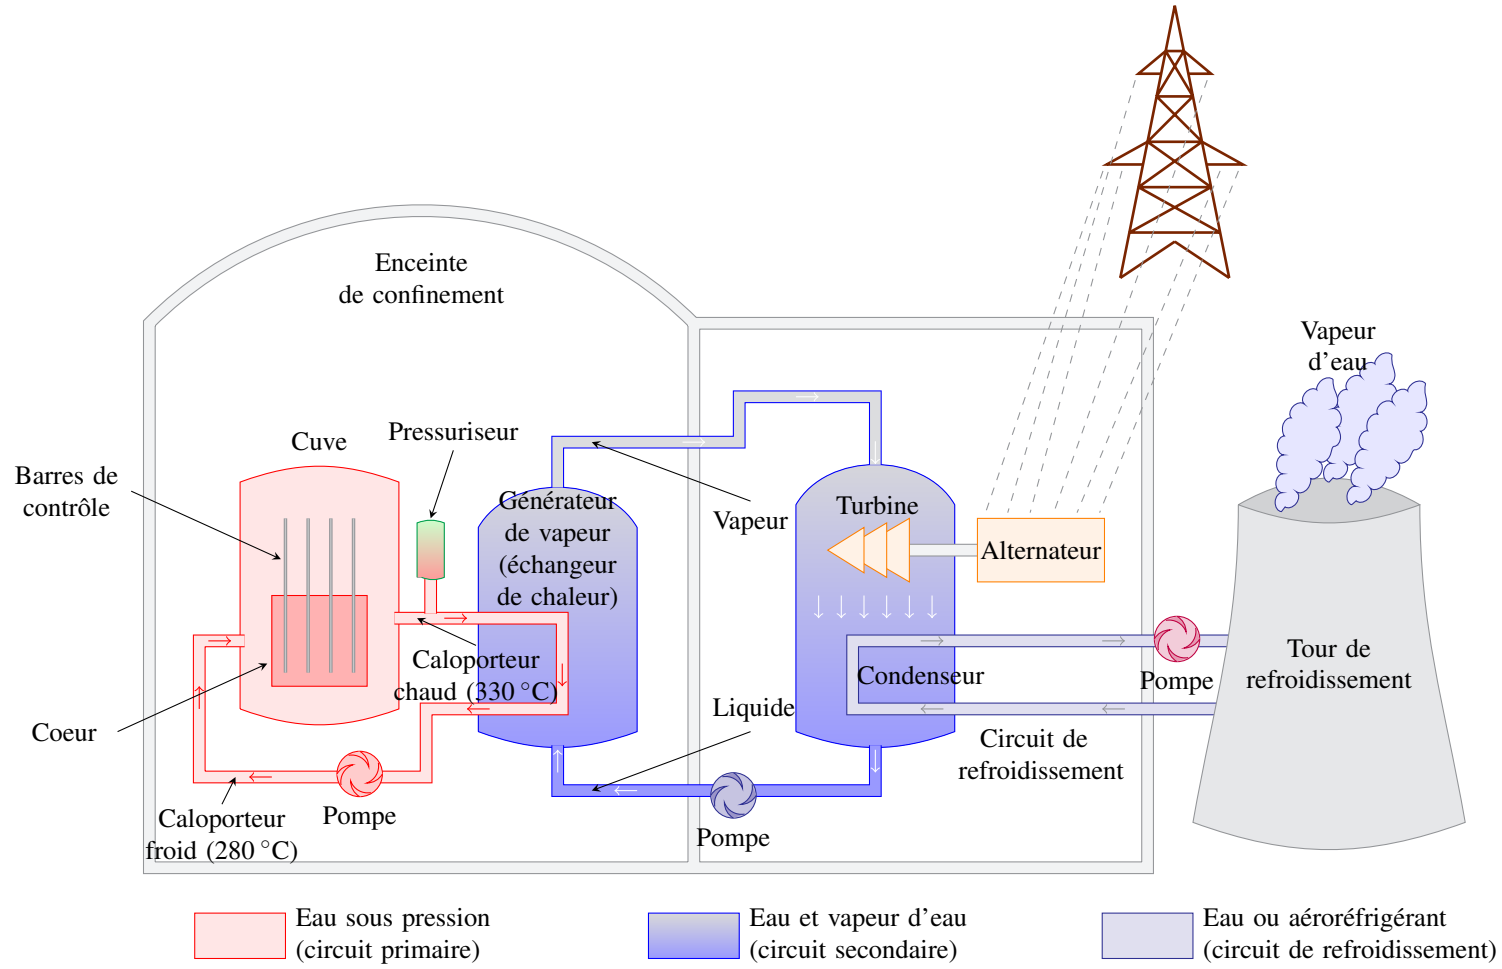 Vapeur
d'eau
Enceinte
de confinement
Pressuriseur
Cuve
Barres de
contrôle
Générateur
de vapeur
(échangeur
de chaleur)
Vapeur
Turbine
Alternateur
Caloporteur
chaud (330 °C)
Condenseur
Pompe
Tour de
refroidissement
Liquide
Coeur
Circuit de
refroidissement
Caloporteur
froid (280 °C)
Pompe
Pompe
Eau sous pression
(circuit primaire)
Eau et vapeur d'eau
(circuit secondaire)
Eau ou aéroréfrigérant
(circuit de refroidissement)